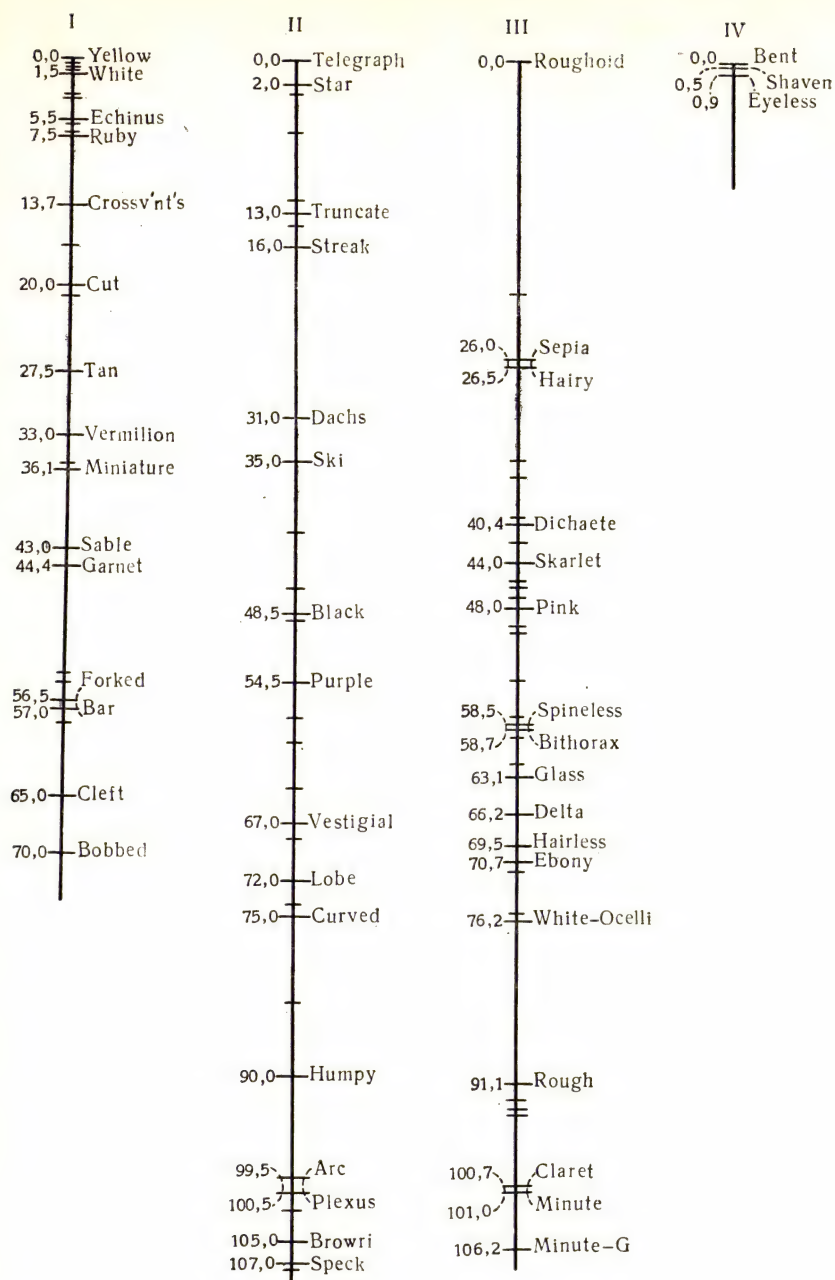 I
0,0 Yellow
1,5 White
5,5 Echinus
7,5 Ruby
13,7 Crossv'nt's
20,0 Cut
27,5 Tan
33,0 Vermilion
36,1 Miniature
43,0 Sable
44,4 Garnet
56,5 Forked
57,0 Bar
65,0 Cleft
70,0 Bobbed
II
0,0 Telegraph
2,0 Star
13,0 Truncate
16,0 Streak
31,0 Dachs
35,0 Ski
48,5 Black
54,5 Purple
67,0 Vestigial
72,0 Lobe
75,0 Curved
90,0 Humpy
99,5 Arc
100,5 Plexus
105,0 Browri
107,0 Speck
III
0,0 Roughoid
26,0 Sepia
26,5 Hairy
40,4 Dichaete
44,0 Skarlet
48,0 Pink
58,5 Spineless
58,7 Bithorax
63,1 Glass
66,2 Delta
69,5 Hairless
70,7 Ebony
76,2 White-Ocelli
91,1 Rough
100,7 Claret
101,0 Minute
106,2 Minute-G
IV
0,0 Bent
0,5 Shaven
0,9 Eyeless